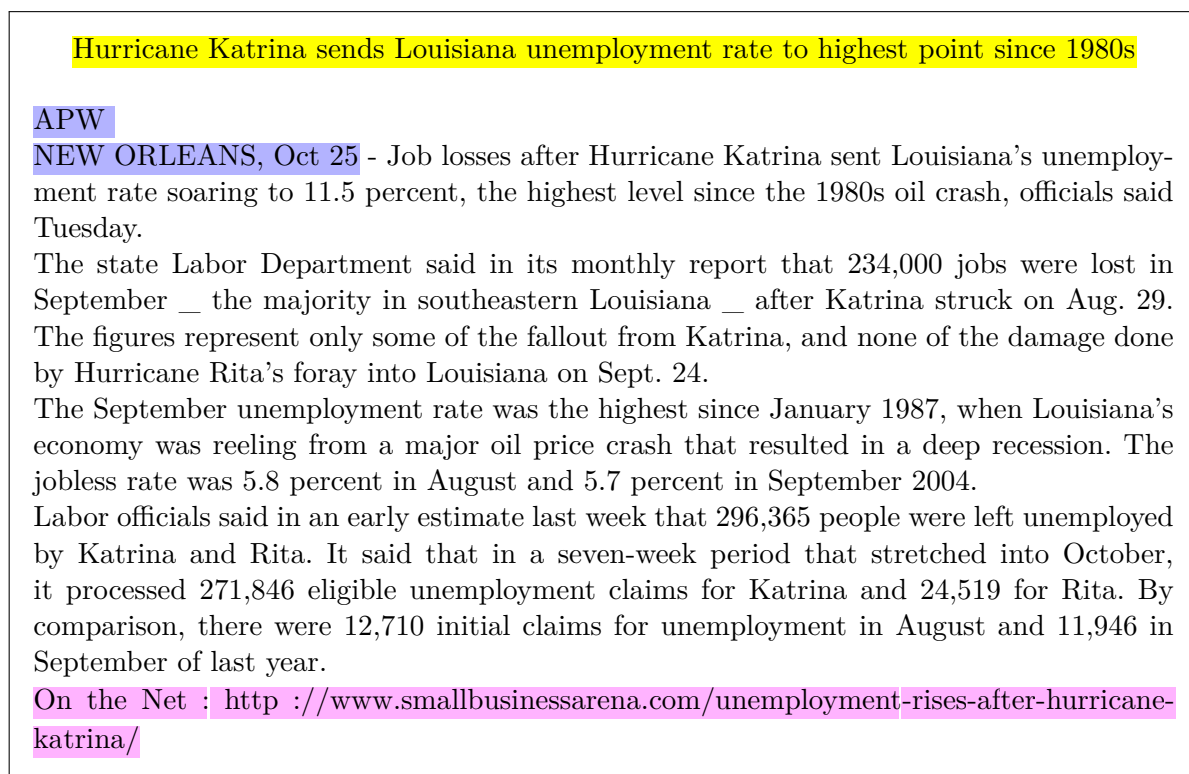 Hurricane Katrina sends Louisiana unemployment rate to highest point since 1980s
APW
NEW ORLEANS, Oct 25 - Job losses after Hurricane Katrina sent Louisiana's unemploy-
ment rate soaring to 11.5 percent, the highest level since the 1980s oil crash, officials said
Tuesday.
The state Labor Department said in its monthly report that 234,000 jobs were lost in
September _ the majority in southeastern Louisiana _ after Katrina struck on Aug. 29.
The figures represent only some of the fallout from Katrina, and none of the damage done
by Hurricane Rita's foray into Louisiana on Sept. 24.
The September unemployment rate was the highest since January 1987, when Louisiana's
economy was reeling from a major oil price crash that resulted in a deep recession. The
jobless rate was 5.8 percent in August and 5.7 percent in September 2004.
Labor officials said in an early estimate last week that 296,365 people were left unemployed
by Katrina and Rita. It said that in a seven-week period that stretched into October,
it processed 271,846 eligible unemployment claims for Katrina and 24,519 for Rita. By
comparison, there were 12,710 initial claims for unemployment in August and 11,946 in
September of last year.
On the Net : http ://www.smallbusinessarena.com/unemployment-rises-after-hurricane-
katrina/